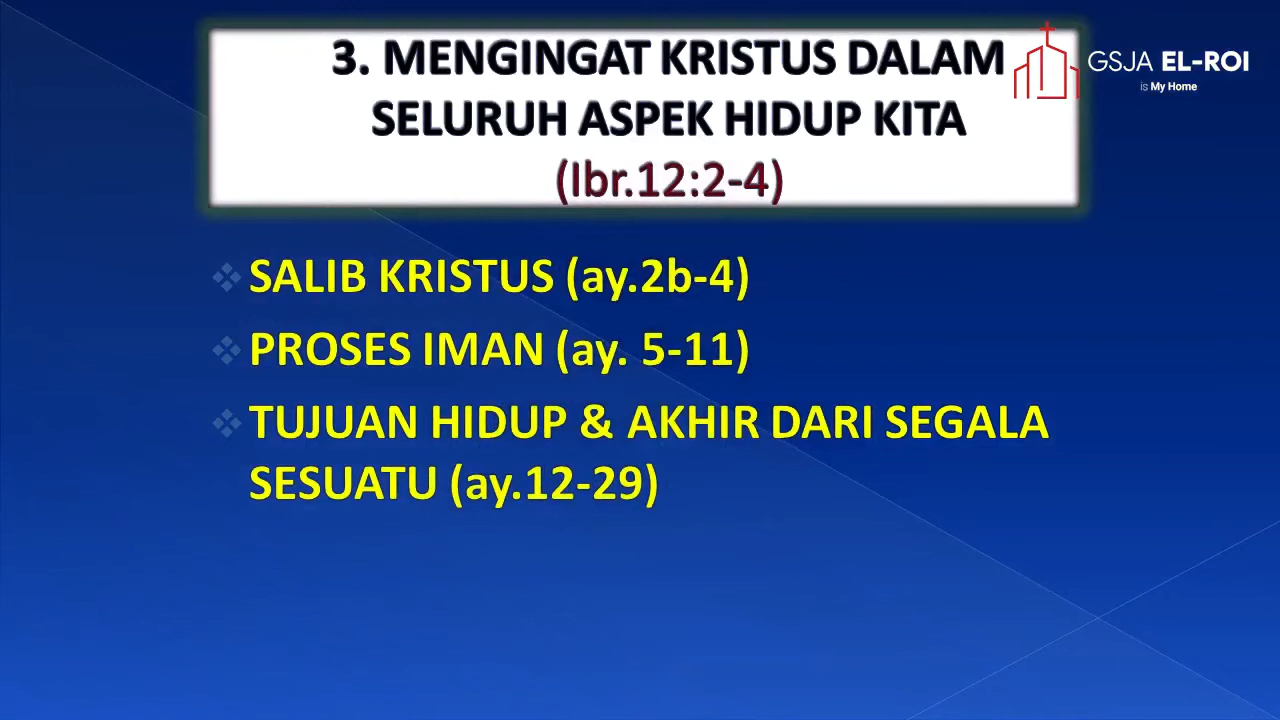 3. MENGINGAT KRISTUS DALAM
SELURUH ASPEK HIDUP KITA
(Ibr.12:2-4)
GSJA EL-ROI
is My Home
SALIB KRISTUS (ay.2b-4)
PROSES IMAN (ay. 5-11)
TUJUAN HIDUP & AKHIR DARI SEGALA
SESUATU (ay.12-29)